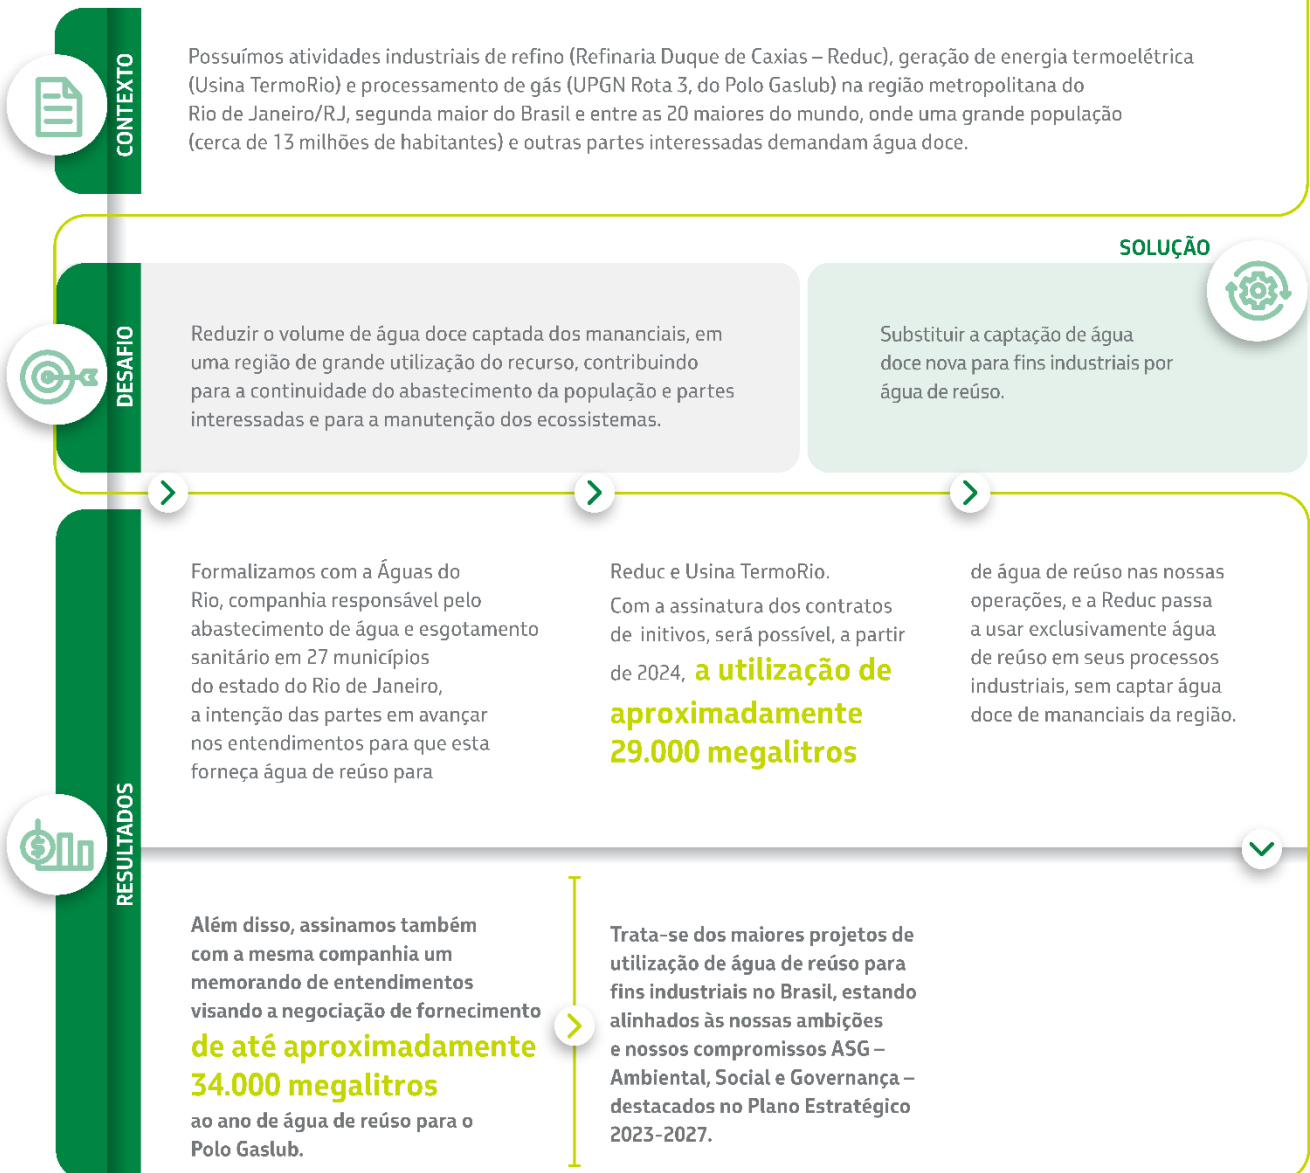 CONTEXTO
Possuímos atividades industriais de refino (Refinaria Duque de Caxias – Reduc), geração de energia termoelétrica
(Usina TermoRio) e processamento de gás (UPGN Rota 3, do Polo Gaslub) na região metropolitana do
Rio de Janeiro/RJ, segunda maior do Brasil e entre as 20 maiores do mundo, onde uma grande população
(cerca de 13 milhões de habitantes) e outras partes interessadas demandam água doce.
DESAFIO
Reduzir o volume de água doce captada dos mananciais, em
uma região de grande utilização do recurso, contribuindo
para a continuidade do abastecimento da população e partes
interessadas e para a manutenção dos ecossistemas.
SOLUÇÃO
Substituir a captação de água
doce nova para fins industriais por
água de reúso.
RESULTADOS
Formalizamos com a Águas do
Rio, companhia responsável pelo
abastecimento de água e esgotamento
sanitário em 27 municípios
do estado do Rio de Janeiro,
a intenção das partes em avançar
nos entendimentos para que esta
forneça água de reúso para
Reduc e Usina TermoRio.
Com a assinatura dos contratos
de initivos, será possível, a partir
de 2024, a utilização de
aproximadamente
29.000 megalitros
de água de reúso nas nossas
operações, e a Reduc passa
a usar exclusivamente água
de reúso em seus processos
industriais, sem captar água
doce de mananciais da região.
Além disso, assinamos também
com a mesma companhia um
memorando de entendimentos
visando a negociação de fornecimento
de até aproximadamente
34.000 megalitros
ao ano de água de reúso para o
Polo Gaslub.
Trata-se dos maiores projetos de
utilização de água de reúso para
fins industriais no Brasil, estando
alinhados às nossas ambições
e nossos compromissos ASG –
Ambiental, Social e Governança –
destacados no Plano Estratégico
2023-2027.